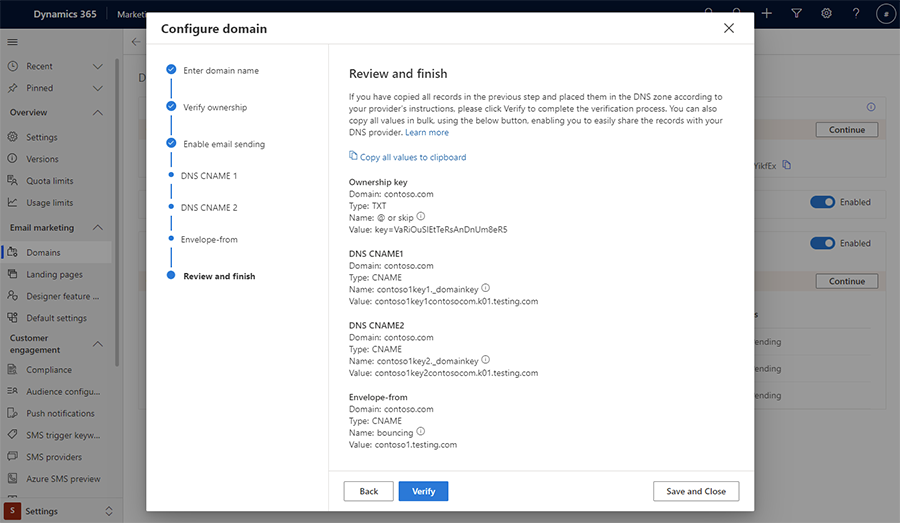 Dynamics 365
Configure domain
Recent
Pinned
Overview
Settings
Versions
Quota limits
Usage limits
Email marketing
Domains
Landing pages
Designer feature ...
Default settings
Customer
engagement
Compliance
Audience configu...
Push notifications
SMS trigger keyw...
SMS providers
Azure SMS preview
Settings
Enter domain name
Verify ownership
Enable email sending
DNS CNAME 1
DNS CNAME 2
Envelope-from
Review and finish
Review and finish
If you have copied all records in the previous step and placed them in the DNS zone according to
your provider's instructions, please click Verify to complete the verification process. You can also
copy all values in bulk, using the below button, enabling you to easily share the records with your
DNS provider. Learn more
Copy all values to clipboard
Ownership key
Domain: contoso.com
Type: TXT
Name: @ or skip
Value: key=VaRiOuSlEtTeRsAnDnUm8eR5
DNS CNAME1
Domain: contoso.com
Type: CNAME
Name: contoso1key1._domainkey
Value: contoso1key1contosocom.k01.testing.com
DNS CNAME2
Domain: contoso.com
Type: CNAME
Name: contoso1key2._domainkey
Value: contoso1key2contosocom.k01.testing.com
Envelope-from
Domain: contoso.com
Type: CNAME
Name: bouncing
Value: contoso1.testing.com
Back
Verify
Save and Close
Continue
YikfEx
Enabled
Enabled
Continue
ending
ending
ending
S
#